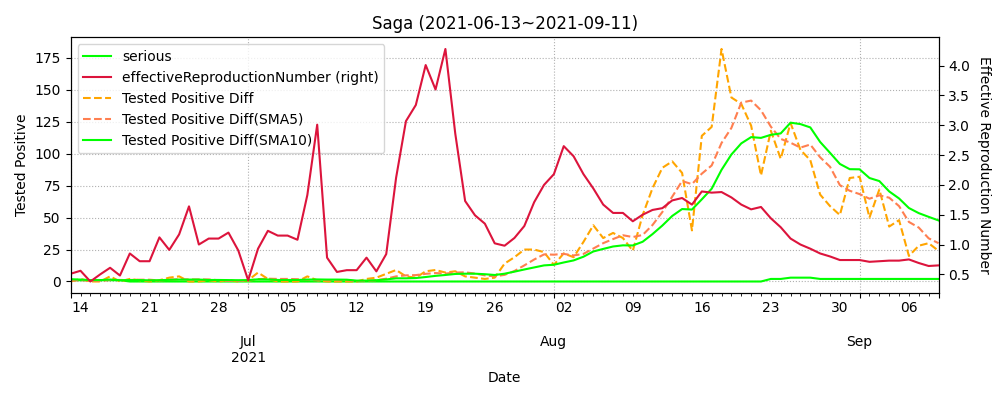 Saga (2021-06-13~2021-09-11)
serious
effectiveReproductionNumber (right)
Tested Positive Diff
Tested Positive Diff(SMA5)
Tested Positive Diff(SMA10)
Tested Positive
175
150
125
100
75
50
25
0
Effective Reproduction Number
4.0
3.5
3.0
2.5
2.0
1.5
1.0
0.5
14 21 28 05 12 19 26 02 09 16 23 30 06
Jul Aug Sep
2021
Date